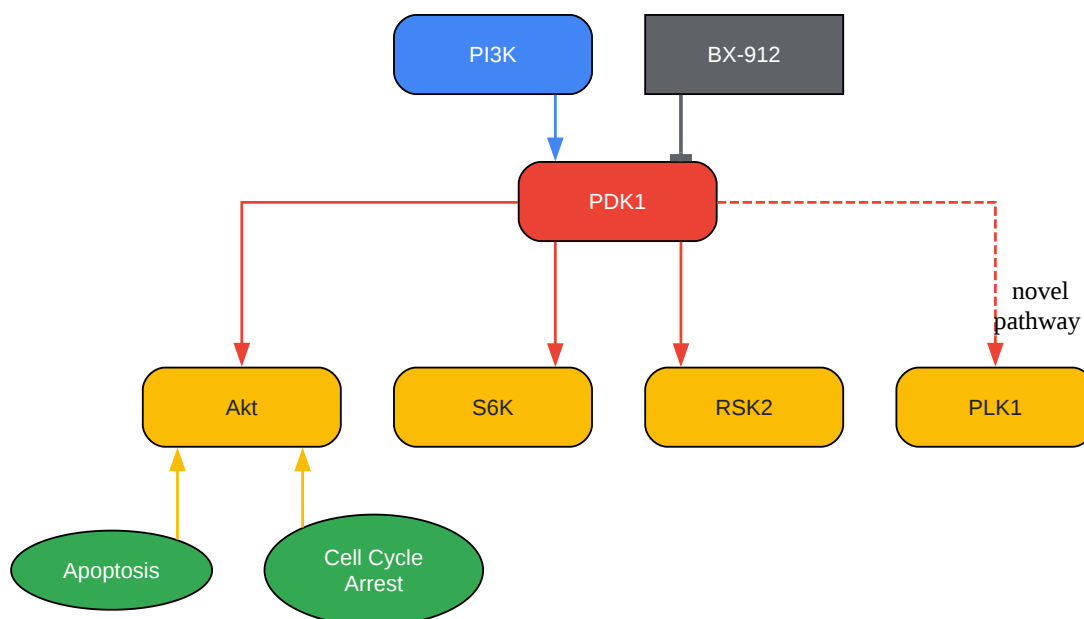 PI3K
BX-912
PDK1
novel
pathway
Akt
S6K
RSK2
PLK1
Apoptosis
Cell Cycle
Arrest